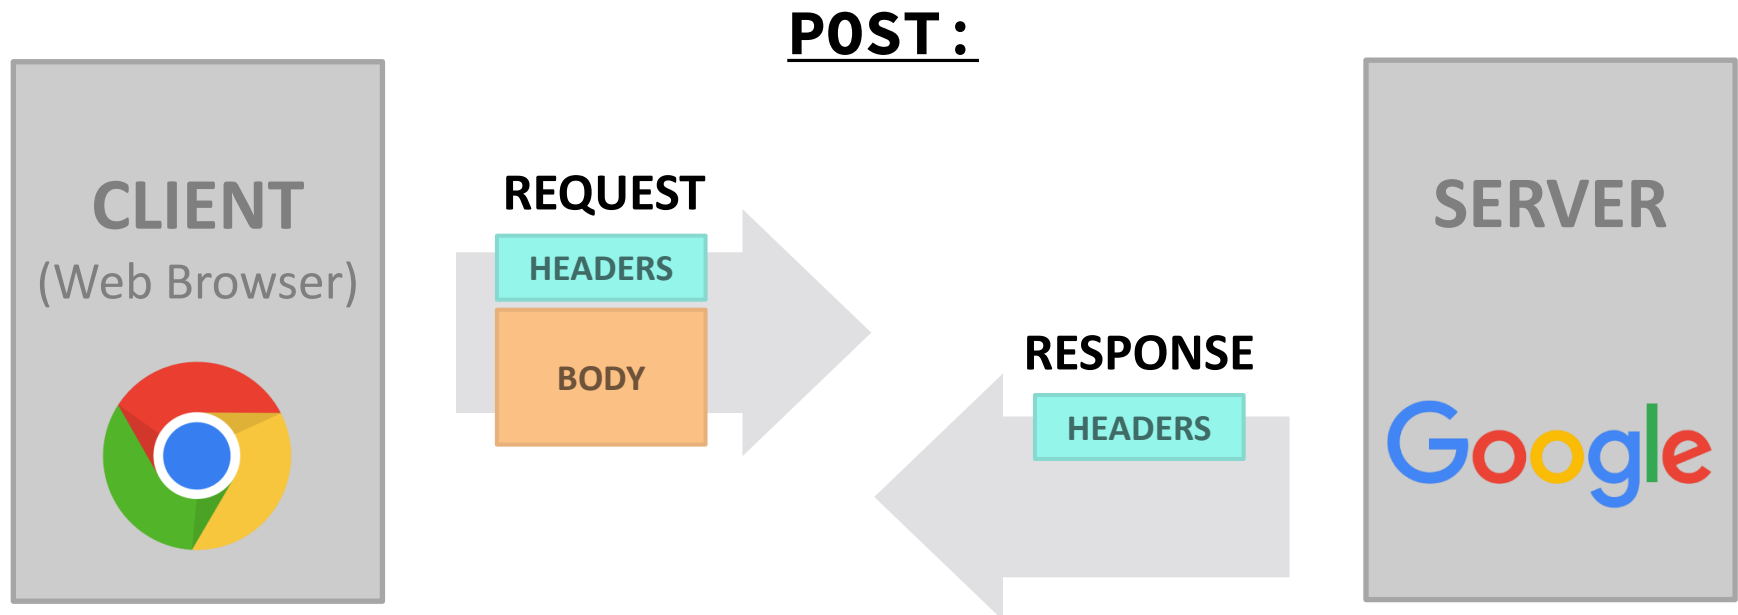 POST:
CLIENT
(Web Browser)
REQUEST
HEADERS
BODY
RESPONSE
HEADERS
SERVER
Google